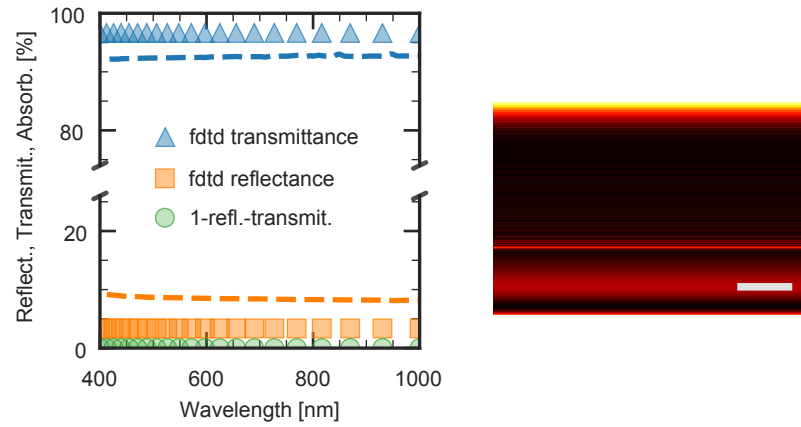 100
80
20
0
Reflect., Transmit., Absorb. [%]
fdtd transmittance
fdtd reflectance
1-refl.-transmit.
400
600
800
1000
Wavelength [nm]